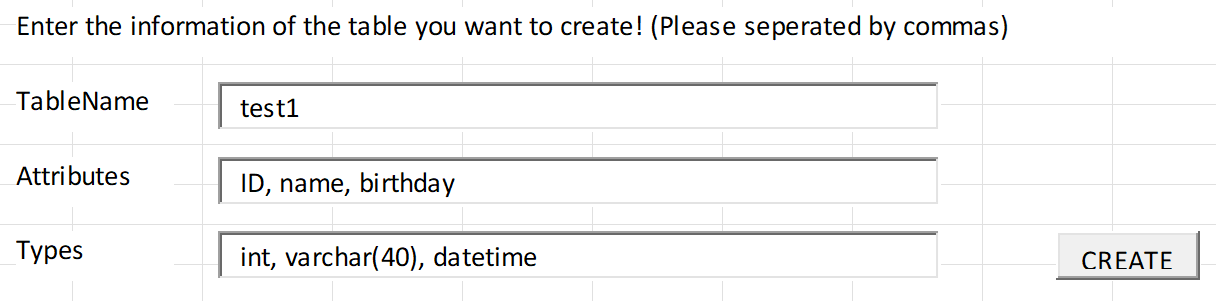 Enter the information of the table you want to create! (Please seperated by commas)
TableName
test1
Attributes
ID, name, birthday
Types
int, varchar(40), datetime
CREATE